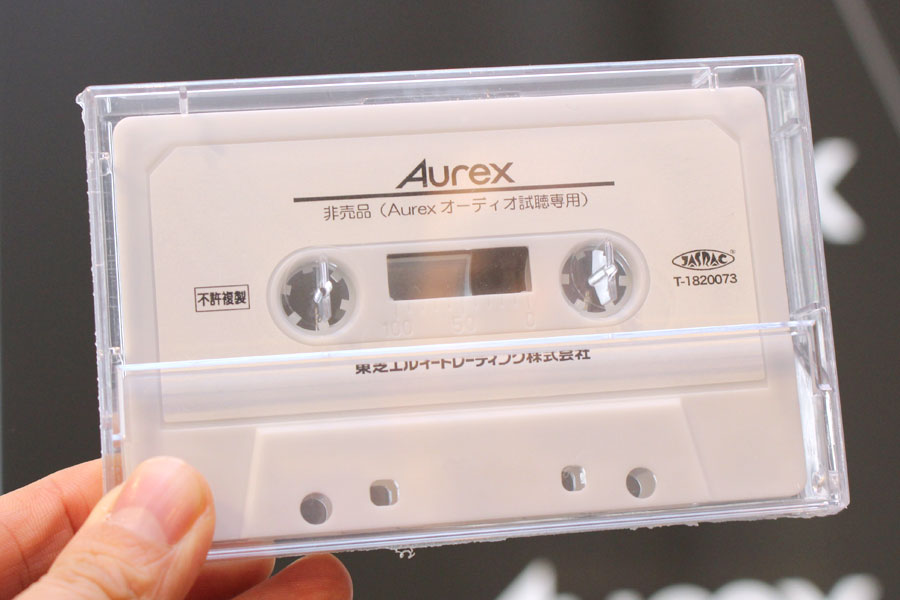 Aurex
非売品（Aurexオーディオ試聴専用）
JASRAC®
T-1820073
不許複製
100 50 0
東芝エルイートレーディング株式会社